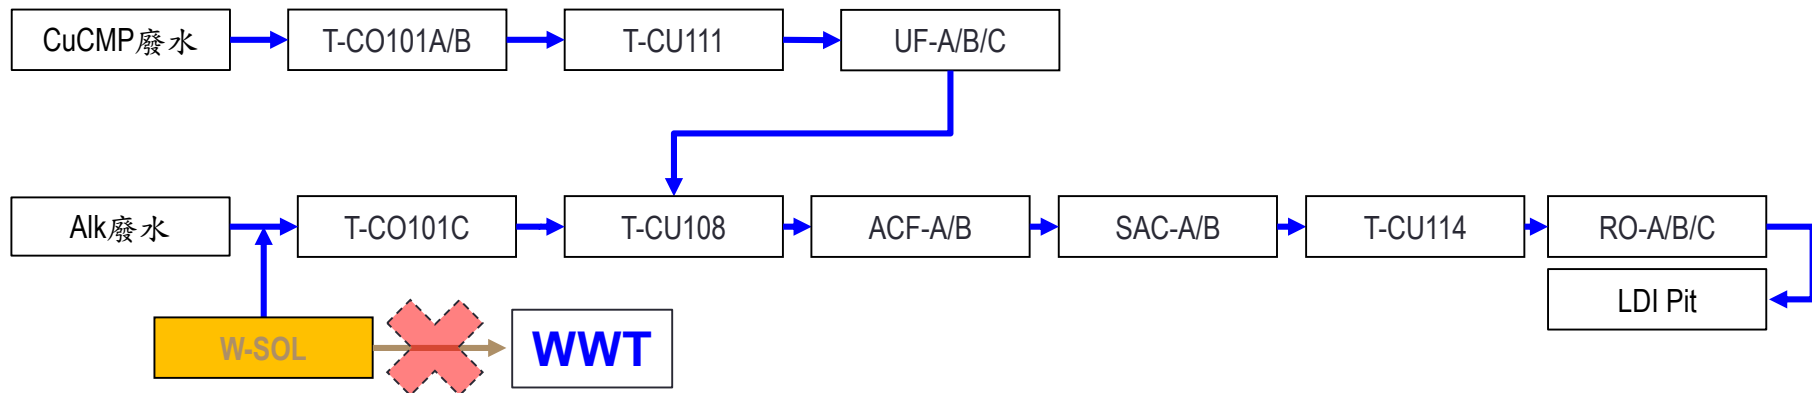 CuCMP廢水
T-CO101A/B
T-CU111
UF-A/B/C
Alk廢水
T-CO101C
T-CU108
ACF-A/B
SAC-A/B
T-CU114
RO-A/B/C
LDI Pit
W-SOL
WWT